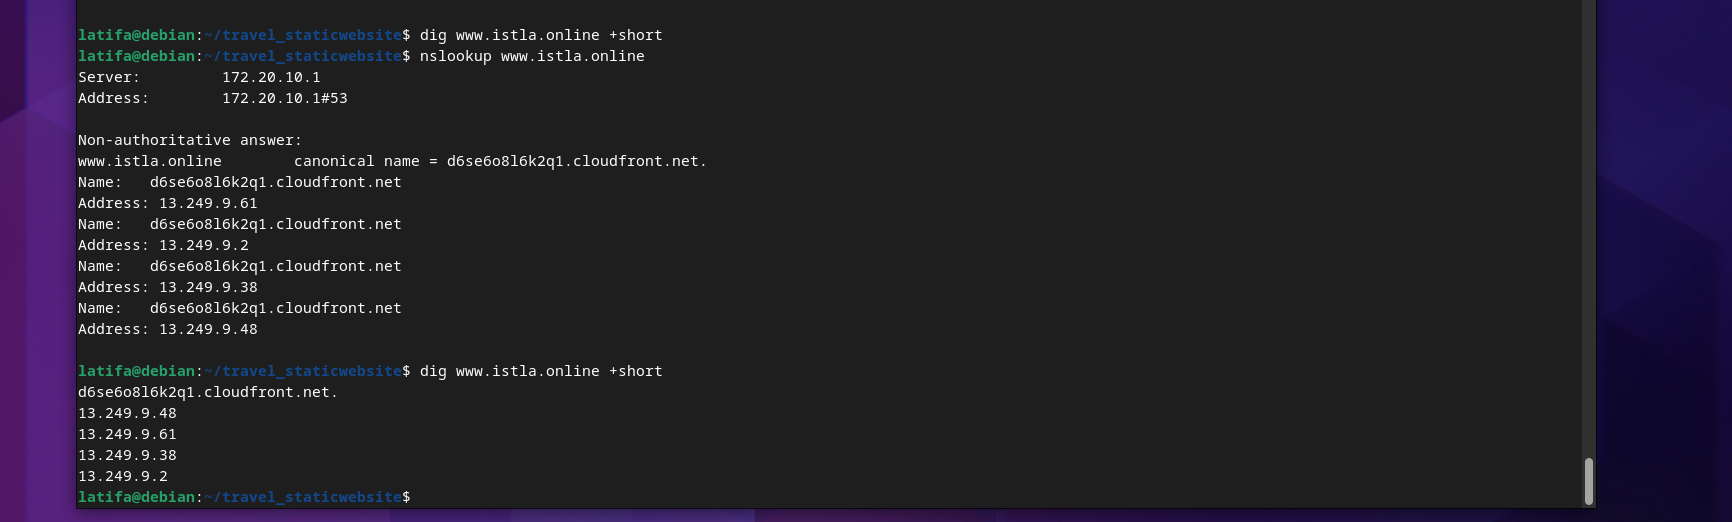 latifa@debian:~/travel_staticwebsite$ dig www.istla.online +short
latifa@debian:~/travel_staticwebsite$ nslookup www.istla.online
Server:         172.20.10.1
Address:        172.20.10.1#53
Non-authoritative answer:
www.istla.online        canonical name = d6se6o8l6k2q1.cloudfront.net.
Name:   d6se6o8l6k2q1.cloudfront.net
Address: 13.249.9.61
Name:   d6se6o8l6k2q1.cloudfront.net
Address: 13.249.9.2
Name:   d6se6o8l6k2q1.cloudfront.net
Address: 13.249.9.38
Name:   d6se6o8l6k2q1.cloudfront.net
Address: 13.249.9.48
latifa@debian:~/travel_staticwebsite$ dig www.istla.online +short
d6se6o8l6k2q1.cloudfront.net.
13.249.9.48
13.249.9.61
13.249.9.38
13.249.9.2
latifa@debian:~/travel_staticwebsite$